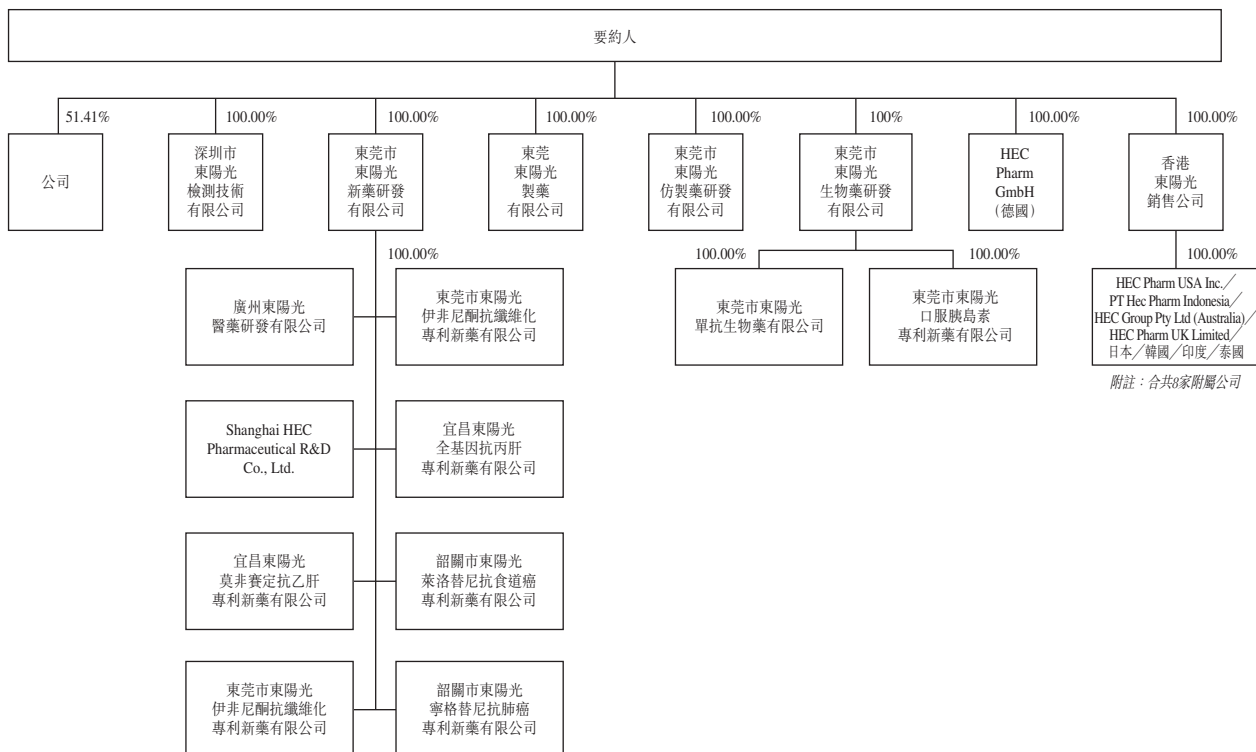 要約人
51.41%
100.00%
100.00%
100.00%
100.00%
100%
100.00%
100.00%
公司
深圳市
東陽光
檢測技術
有限公司
東莞市
東陽光
新藥研發
有限公司
東莞
東陽光
製藥
有限公司
東莞市
東陽光
仿製藥研發
有限公司
東莞市
東陽光
生物藥研發
有限公司
HEC
Pharm
GmbH
(德國)
香港
東陽光
銷售公司
100.00%
100.00%
100.00%
100.00%
廣州東陽光
醫藥研發有限公司
東莞市東陽光
伊非尼酮抗纖維化
專利新藥有限公司
東莞市東陽光
單抗生物藥有限公司
東莞市東陽光
口服胰島素
專利新藥有限公司
HEC Pharm USA Inc.╱
PT Hec Pharm Indonesia╱
HEC Group Pty Ltd (Australia)╱
HEC Pharm UK Limited╱
日本╱韓國╱印度╱泰國
附註：合共8家附屬公司
Shanghai HEC
Pharmaceutical R&D
Co., Ltd.
宜昌東陽光
全基因抗丙肝
專利新藥有限公司
宜昌東陽光
莫非賽定抗乙肝
專利新藥有限公司
韶關市東陽光
萊洛替尼抗食道癌
專利新藥有限公司
東莞市東陽光
伊非尼酮抗纖維化
專利新藥有限公司
韶關市東陽光
寧格替尼抗肺癌
專利新藥有限公司